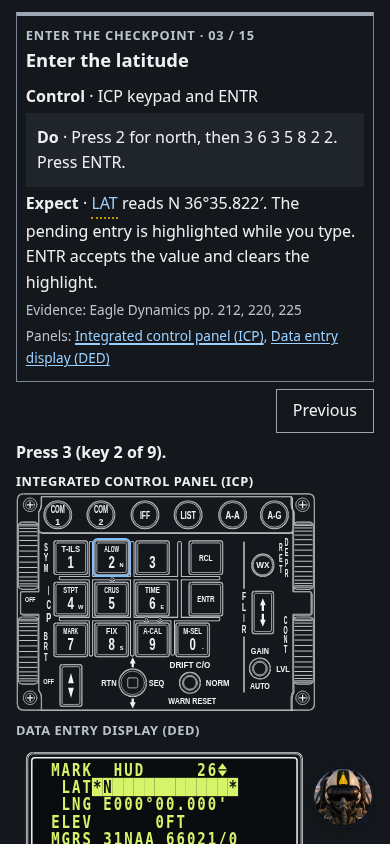 ENTER THE CHECKPOINT · 03 / 15
Enter the latitude
Control · ICP keypad and ENTR
Do · Press 2 for north, then 3 6 3 5 8 2 2.
Press ENTR.
Expect · LAT reads N 36°35.822′. The
pending entry is highlighted while you type.
ENTR accepts the value and clears the
highlight.
Evidence: Eagle Dynamics pp. 212, 220, 225
Panels: Integrated control panel (ICP), Data entry
display (DED)
Previous
Press 3 (key 2 of 9).
INTEGRATED CONTROL PANEL (ICP)
COM 1 COM 2 IFF LIST A-A A-G
SYM
T-ILS 1
ALOW 2 N
3
RCL
WX
RET
DEPR
OFF
ICP
STPT 4 W
CRUS 5
TIME 6 E
ENTR
FLIR
BRT
MARK 7
FIX 8 S
A-CAL 9
M-SEL 0 -
CONT
GAIN
LVL
AUTO
OFF
DRIFT C/O
RTN SEQ NORM
WARN RESET
DATA ENTRY DISPLAY (DED)
MARK HUD 26
LAT*N *
LNG E000°00.000'
ELEV 0FT
MGRS 31NAA 66021/0